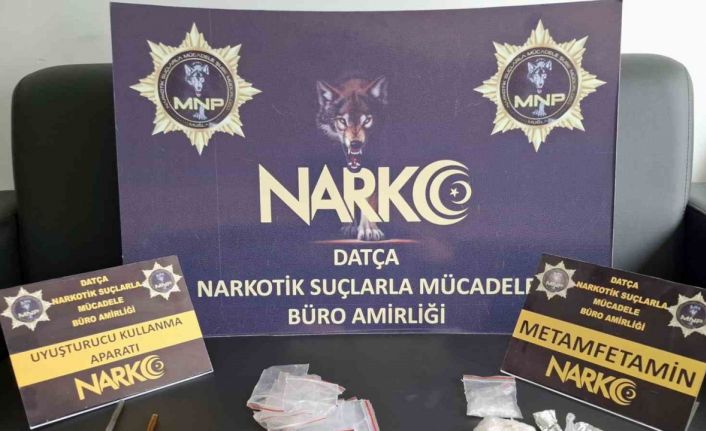 MNP
MNP
NARKO
DATÇA
NARKOTİK SUÇLARLA MÜCADELE
BÜRO AMİRLİĞİ
DATÇA
NARKOTİK SUÇLARLA
MÜCADELE
BÜRO AMİRLİĞİ
UYUŞTURUCU KULLANMA
APARATI
NARKO
DATÇA
NARKOTİK SUÇLARLA
MÜCADELE
BÜRO AMİRLİĞİ
METAMFETAMİN
NARKO